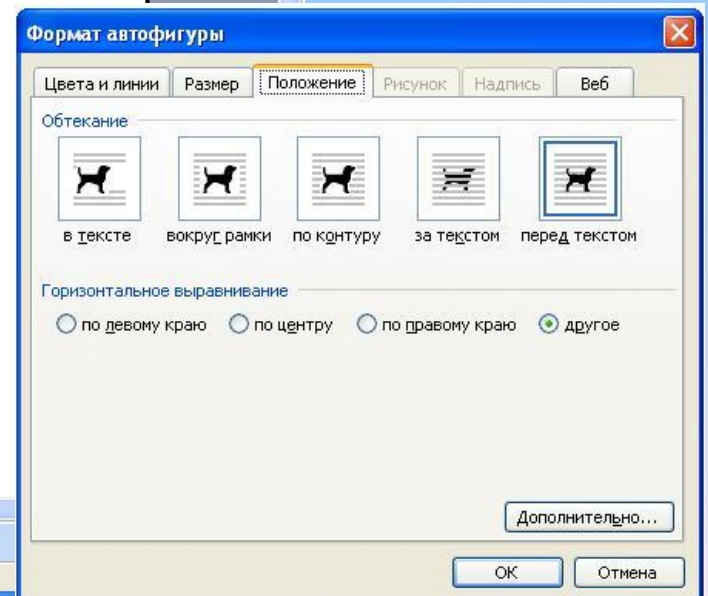 Формат автофигуры
Цвета и линии Размер Положение Рисунок Надпись Веб
Обтекание
в тексте вокруг рамки по контуру за текстом перед текстом
Горизонтальное выравнивание
по левому краю по центру по правому краю другое
Дополнительно...
ОК Отмена